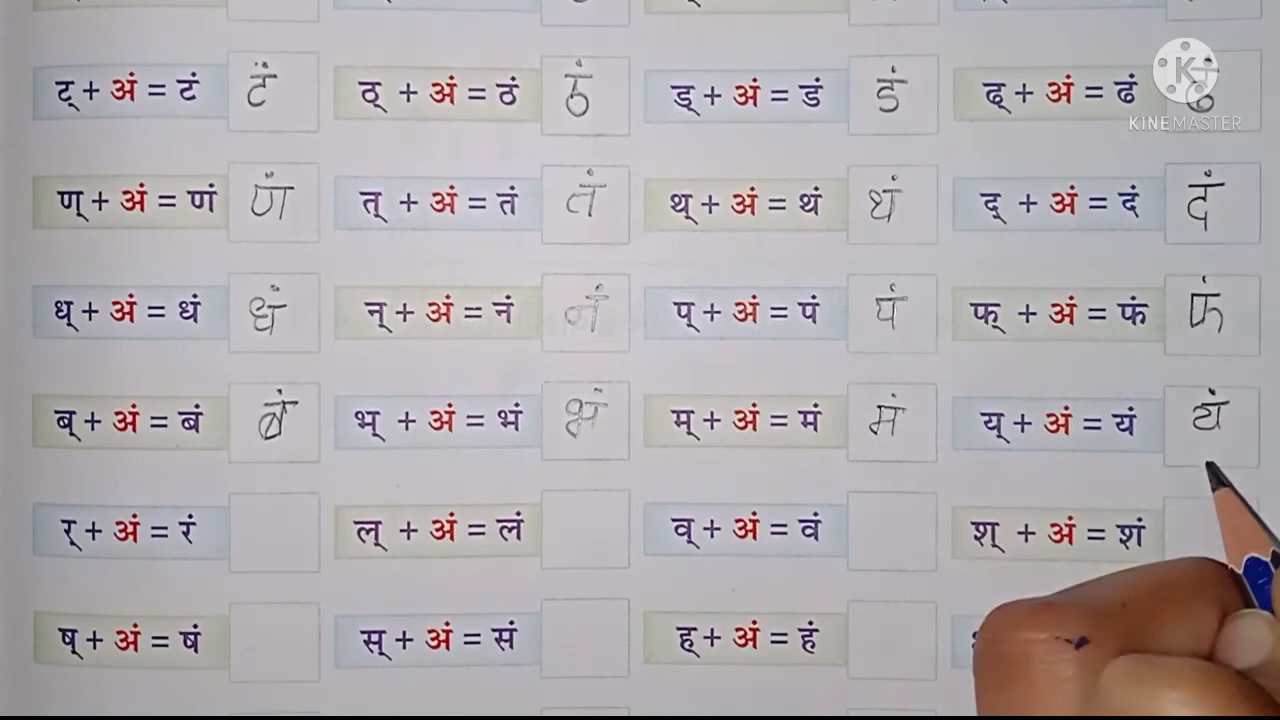 ट् + अं = टं टं ठ् + अं = ठं ठं ड् + अं = डं डं ढ् + अं = ढं ढं
KINEMASTER
ण् + अं = णं णं त् + अं = तं तं थ् + अं = थं थं द् + अं = दं दं
ध् + अं = धं धं न् + अं = नं नं प् + अं = पं पं फ् + अं = फं फं
ब् + अं = बं बं भ् + अं = भं भं म् + अं = मं मं य् + अं = यं यं
र् + अं = रं ल् + अं = लं व् + अं = वं श् + अं = शं
ष् + अं = षं स् + अं = सं ह् + अं = हं